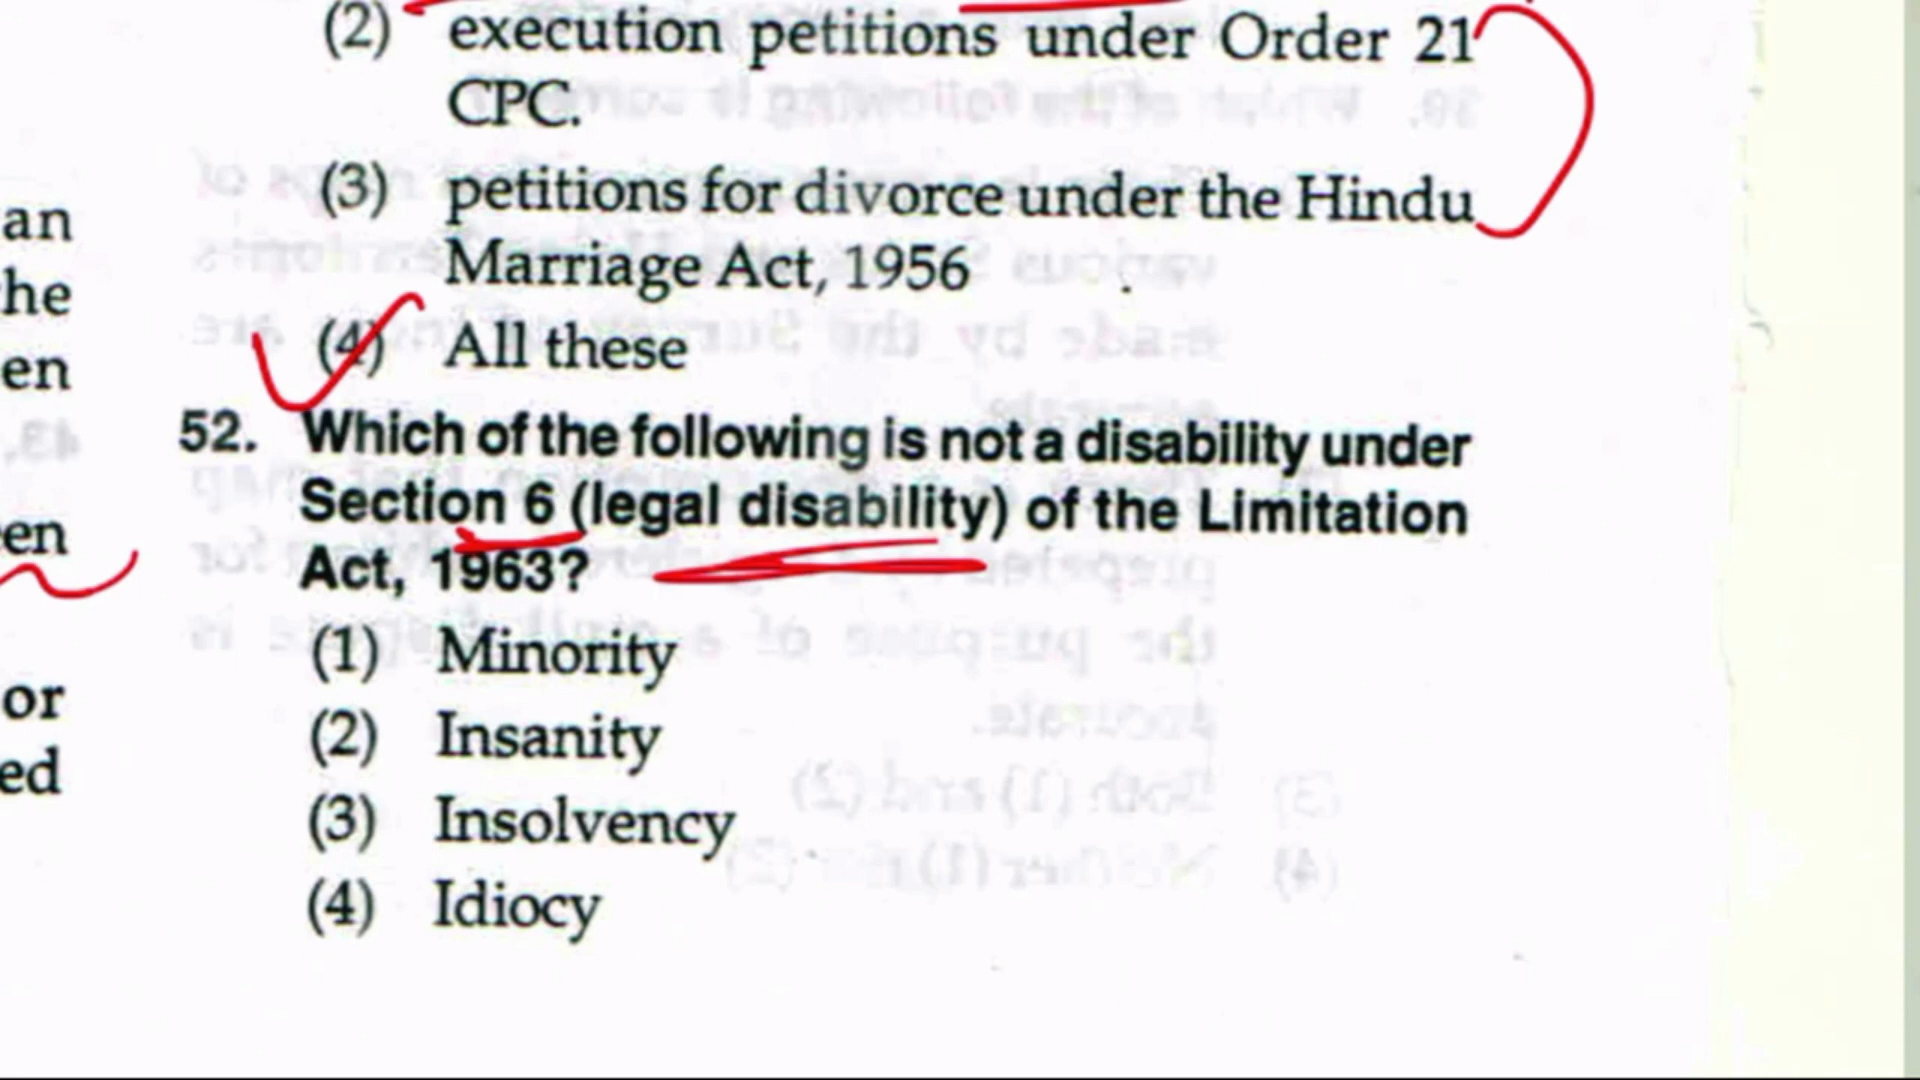 (2) execution petitions under Order 21
CPC.
(3) petitions for divorce under the Hindu
Marriage Act, 1956
(4) All these
52. Which of the following is not a disability under
Section 6 (legal disability) of the Limitation
Act, 1963?
(1) Minority
(2) Insanity
(3) Insolvency
(4) Idiocy
an
he
en
en
or
ed